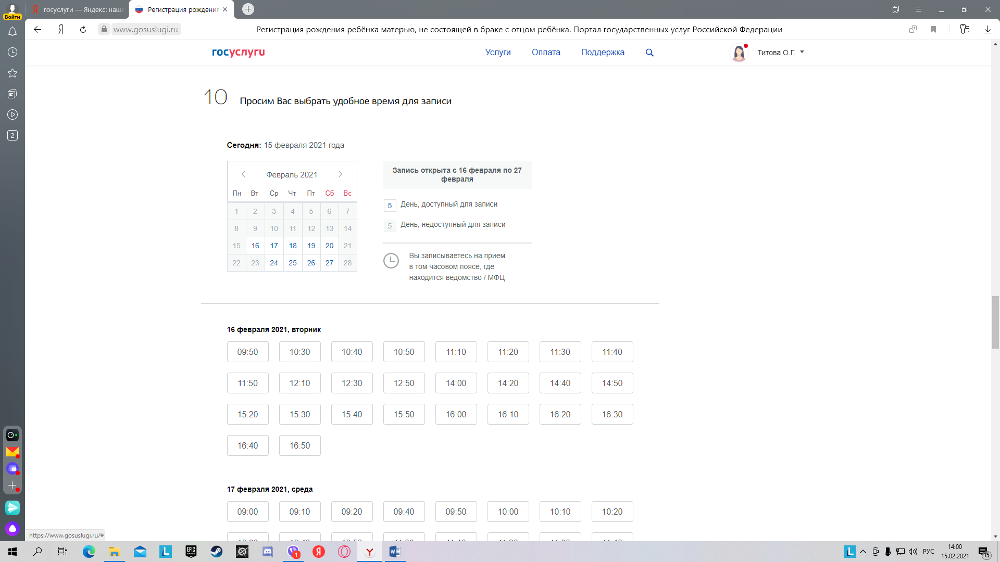 Войти
госуслуги — Яндекс: наш
Регистрация рождения
www.gosuslugi.ru
Регистрация рождения ребёнка матерью, не состоящей в браке с отцом ребёнка. Портал государственных услуг Российской Федерации
2
госуслуги
Услуги
Оплата
Поддержка
Титова О.Г.
10 Просим Вас выбрать удобное время для записи
Сегодня: 15 февраля 2021 года
Февраль 2021
Пн Вт Ср Чт Пт Сб Вс
1 2 3 4 5 6 7
8 9 10 11 12 13 14
15 16 17 18 19 20 21
22 23 24 25 26 27 28
Запись открыта с 16 февраля по 27
февраля
5 День, доступный для записи
5 День, недоступный для записи
Вы записываетесь на прием
в том часовом поясе, где
находится ведомство / МФЦ
16 февраля 2021, вторник
09:50 10:30 10:40 10:50 11:10 11:20 11:30 11:40
11:50 12:10 12:30 12:50 14:00 14:20 14:40 14:50
15:20 15:30 15:40 15:50 16:00 16:10 16:20 16:30
16:40 16:50
17 февраля 2021, среда
09:00 09:10 09:20 09:40 09:50 10:00 10:10 10:20
https://www.gosuslugi.ru/#
L
EPIC
GAMES
1
Я
Y
W
L
РУС
14:00
15.02.2021
15